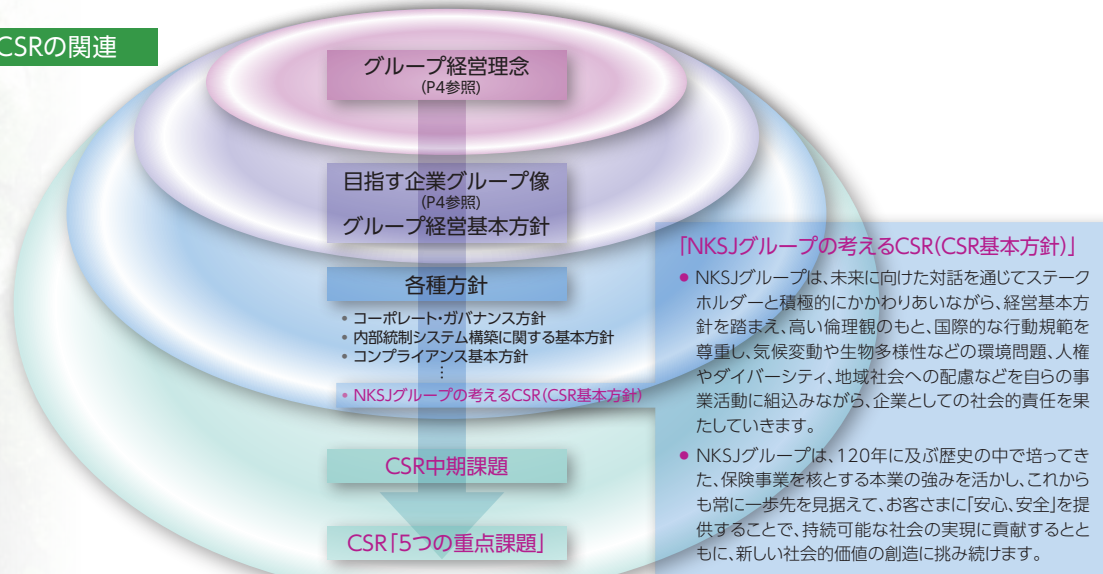 CSRの関連
グループ経営理念
(P4参照)
目指す企業グループ像
(P4参照)
グループ経営基本方針
各種方針
• コーポレート・ガバナンス方針
• 内部統制システム構築に関する基本方針
• コンプライアンス基本方針
⋮
• NKSJグループの考えるCSR(CSR基本方針)
CSR中期課題
CSR「5つの重点課題」
「NKSJグループの考えるCSR(CSR基本方針)」
● NKSJグループは、未来に向けた対話を通じてステーク
ホルダーと積極的にかかわりあいながら、経営基本方
針を踏まえ、高い倫理観のもと、国際的な行動規範を
尊重し、気候変動や生物多様性などの環境問題、人権
やダイバーシティ、地域社会への配慮などを自らの事
業活動に組込みながら、企業としての社会的責任を果
たしていきます。
● NKSJグループは、120年に及ぶ歴史の中で培ってき
た、保険事業を核とする本業の強みを活かし、これから
も常に一歩先を見据えて、お客さまに「安心、安全」を提
供することで、持続可能な社会の実現に貢献するとと
もに、新しい社会的価値の創造に挑み続けます。